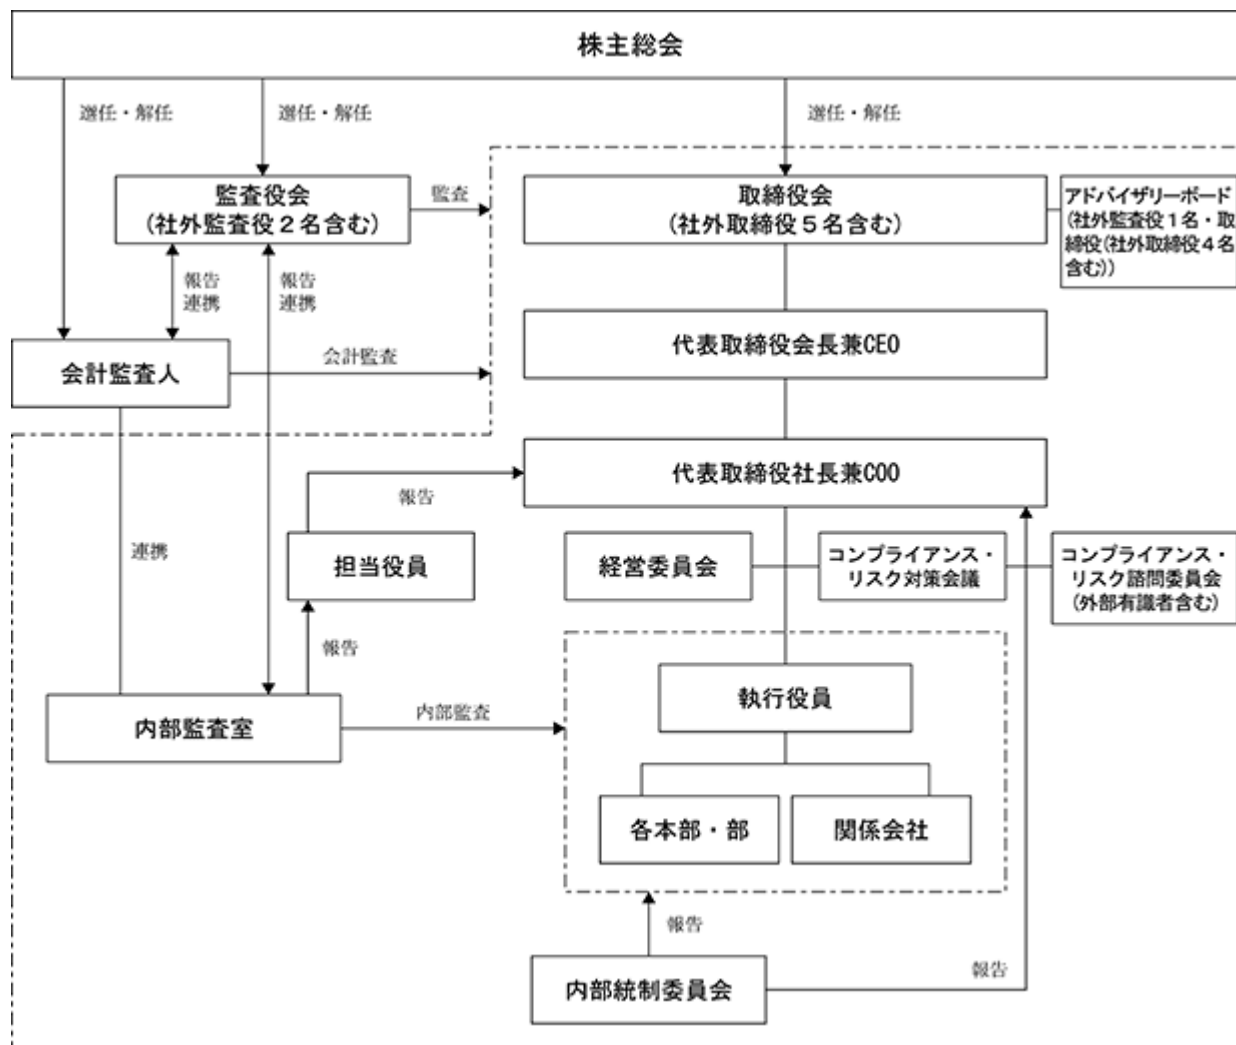 株主総会
選任・解任
選任・解任
選任・解任
監査役会
(社外監査役２名含む)
監査
取締役会
(社外取締役５名含む)
アドバイザリーボード
(社外監査役１名・取
締役(社外取締役４名
含む))
報告
連携
報告
連携
代表取締役会長兼CEO
会計監査人
会計監査
代表取締役社長兼COO
報告
連携
担当役員
経営委員会
コンプライアンス・
リスク対策会議
コンプライアンス・
リスク諮問委員会
(外部有識者含む)
報告
執行役員
内部監査室
内部監査
各本部・部
関係会社
報告
内部統制委員会
報告